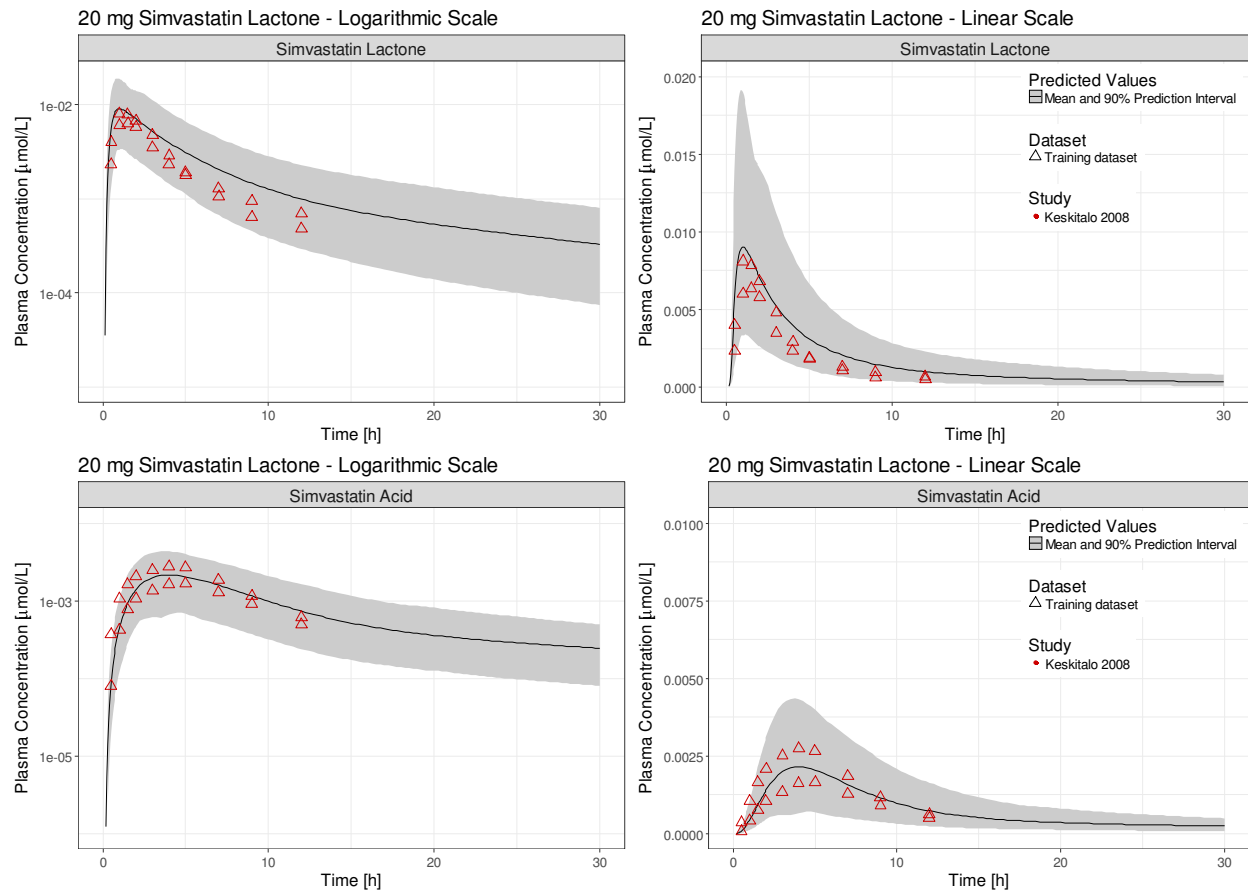 20 mg Simvastatin Lactone - Logarithmic Scale
Simvastatin Lactone
1e-02
1e-04
Plasma Concentration [μmol/L]
0
10
20
30
Time [h]
20 mg Simvastatin Lactone - Linear Scale
Simvastatin Lactone
0.020
0.015
0.010
0.005
0.000
Plasma Concentration [μmol/L]
Predicted Values
Mean and 90% Prediction Interval
Dataset
Training dataset
Study
Keskitalo 2008
0
10
20
30
Time [h]
20 mg Simvastatin Lactone - Logarithmic Scale
Simvastatin Acid
1e-03
1e-05
Plasma Concentration [μmol/L]
0
10
20
30
Time [h]
20 mg Simvastatin Lactone - Linear Scale
Simvastatin Acid
0.0100
0.0075
0.0050
0.0025
0.0000
Plasma Concentration [μmol/L]
Predicted Values
Mean and 90% Prediction Interval
Dataset
Training dataset
Study
Keskitalo 2008
0
10
20
30
Time [h]